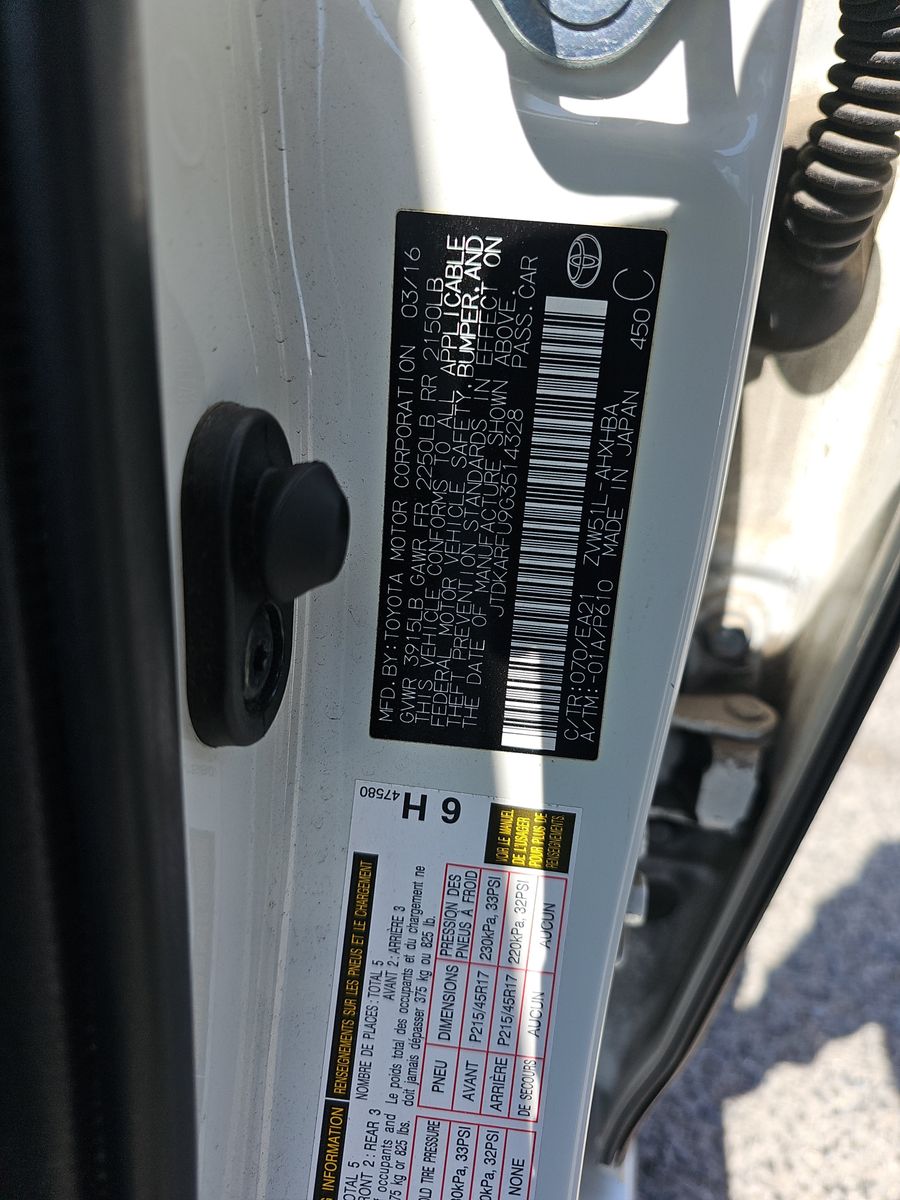 MFD. BY: TOYOTA MOTOR CORPORATION 03/16
GVWR 3915LB GAWR FR 2250LB RR 2150LB
THIS VEHICLE CONFORMS TO ALL APPLICABLE
FEDERAL MOTOR VEHICLE SAFETY, BUMPER, AND
THEFT PREVENTION STANDARDS IN EFFECT ON
THE DATE OF MANUFACTURE SHOWN ABOVE.
JTDKARFU9G3514328 PASS.CAR
C/TR:070/EA21 ZVW51L-AHXHBA
A/TM:-01A/P610 MADE IN JAPAN 450 C
47580
6 H
RENSEIGNEMENTS SUR LES PNEUS ET LE CHARGEMENT
NOMBRE DE PLACES : TOTAL 5
AVANT 2 : ARRIÈRE 3
Le poids total des occupants et du chargement ne
doit jamais dépasser 375 kg ou 825 lb.
PNEU DIMENSIONS PRESSION DES PNEUS À FROID
AVANT P215/45R17 230kPa, 33PSI
ARRIÈRE P215/45R17 220kPa, 32PSI
DE SECOURS AUCUN AUCUN
VOIR LE MANUEL
DE L'USAGER
POUR PLUS DE
RENSEIGNEMENTS
INFORMATION
TOTAL 5
2 : REAR 3
occupants and
kg or 825 lbs.
TIRE PRESSURE
33PSI
32PSI
NONE